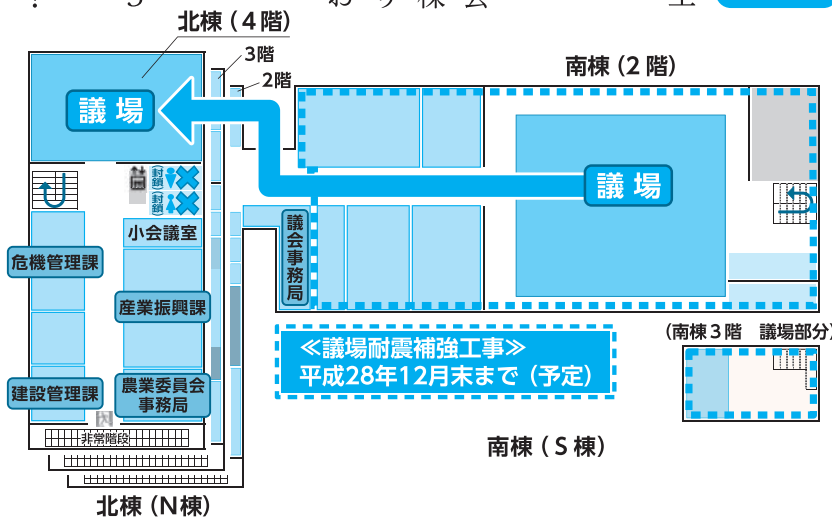 北棟（4階）
3階
2階
南棟（2階）
議場
議場
（封鎖）
（封鎖）
小会議室
議会事務局
危機管理課
産業振興課
建設管理課
農業委員会
事務局
非常階段
≪議場耐震補強工事≫
平成28年12月末まで（予定）
（南棟3階　議場部分）
南棟（S棟）
北棟（N棟）